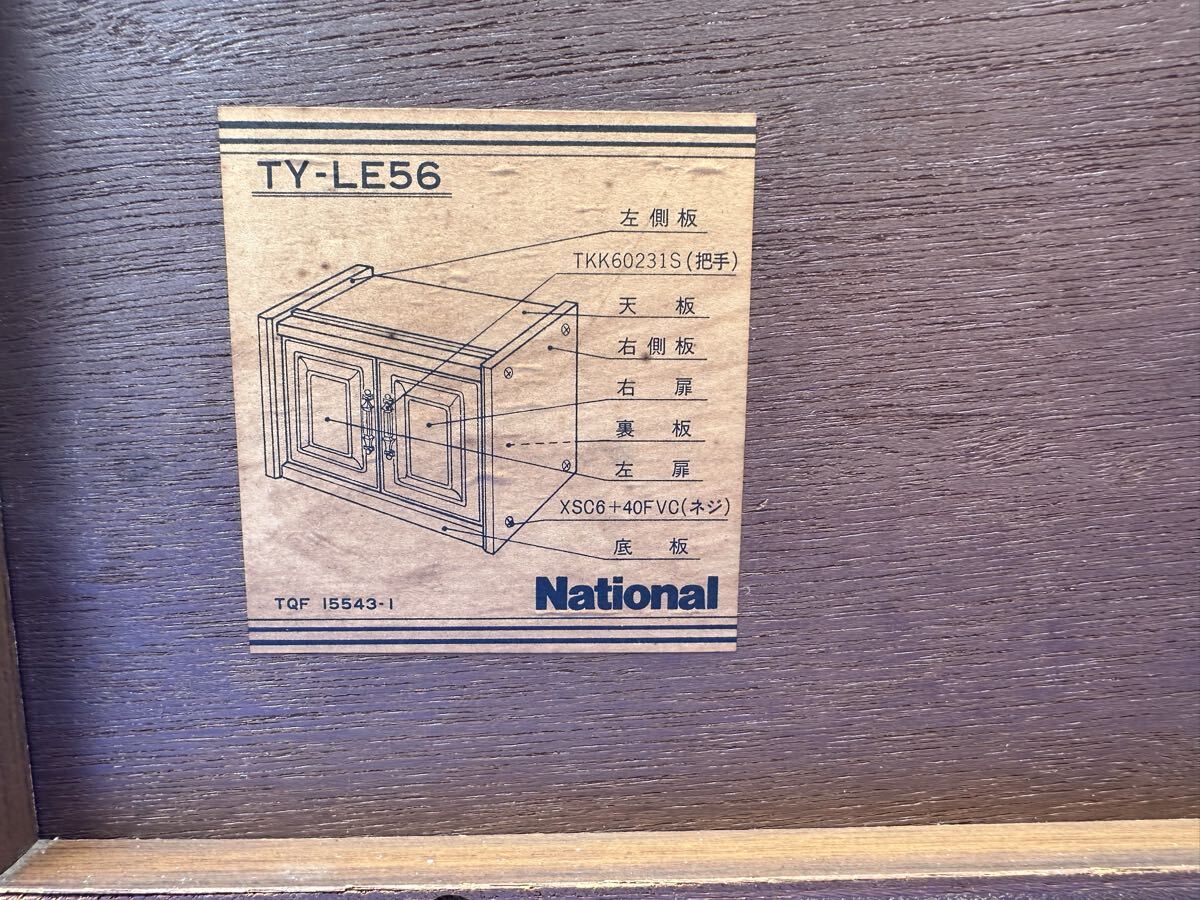 TY-LE56
左側板
TKK60231S(把手)
天板
右側板
右扉
裏板
左扉
XSC6+40FVC(ネジ)
底板
TQF 15543-1
National